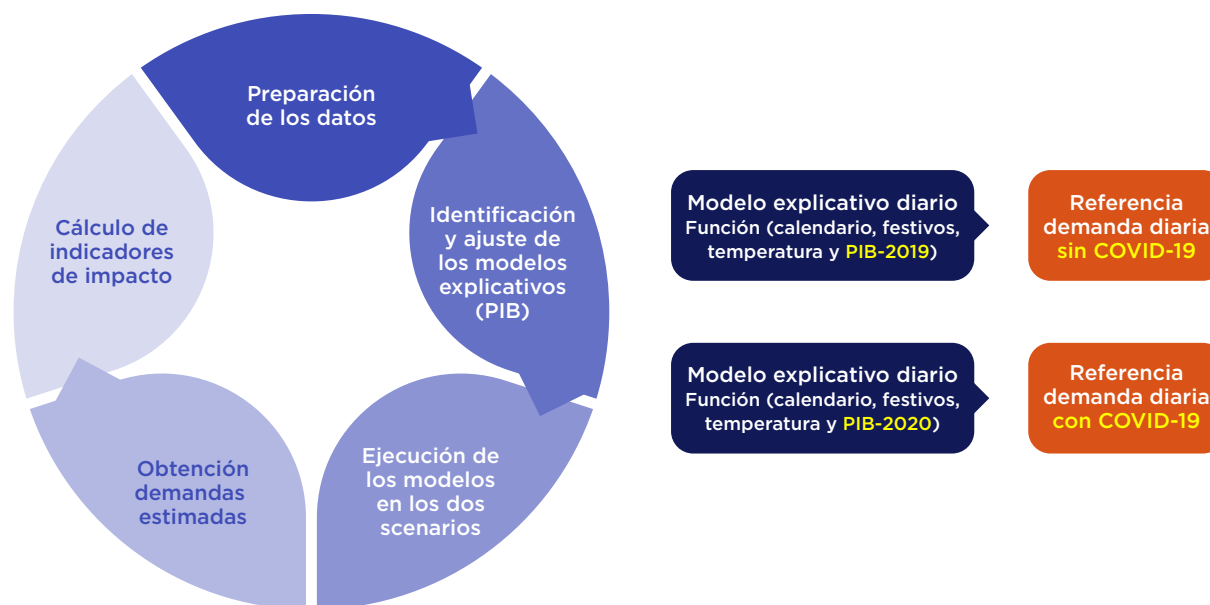 Preparación
de los datos
Identificación
y ajuste de
los modelos
explicativos
(PIB)
Ejecución de
los modelos
en los dos
scenarios
Obtención
demandas
estimadas
Cálculo de
indicadores
de impacto
Modelo explicativo diario
Función (calendario, festivos,
temperatura y PIB-2019)
Referencia
demanda diaria
sin COVID-19
Modelo explicativo diario
Función (calendario, festivos,
temperatura y PIB-2020)
Referencia
demanda diaria
con COVID-19